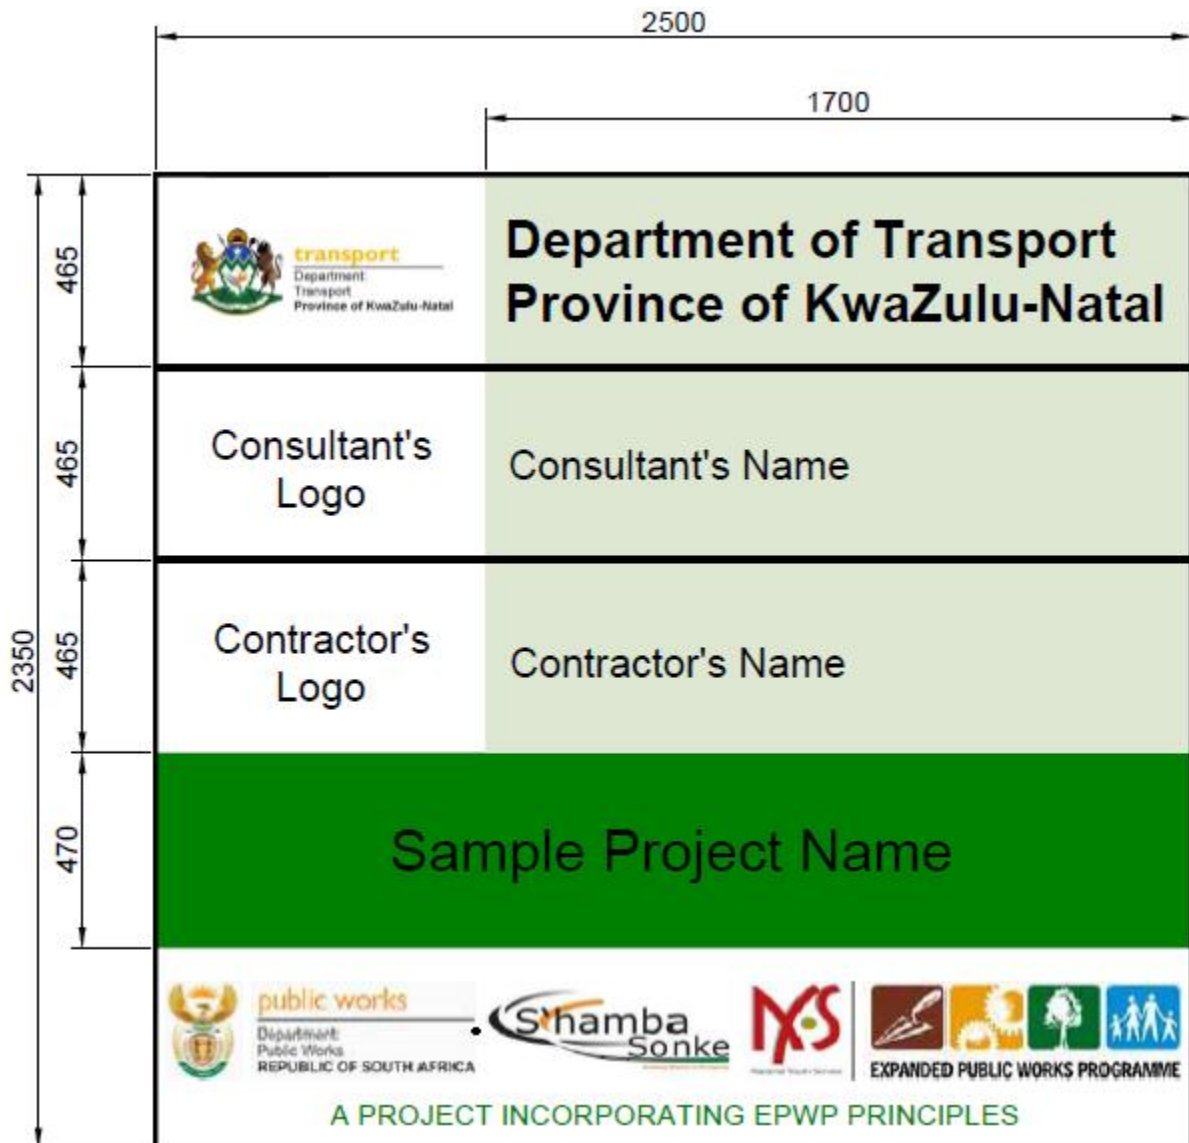 2500
1700
465
transport
Department:
Transport
Province of KwaZulu-Natal
Department of Transport
Province of KwaZulu-Natal
465
Consultant's
Logo
Consultant's Name
2350
465
Contractor's
Logo
Contractor's Name
470
Sample Project Name
public works
Department:
Public Works
REPUBLIC OF SOUTH AFRICA
S'hamba
Sonke
NYS
EXPANDED PUBLIC WORKS PROGRAMME
A PROJECT INCORPORATING EPWP PRINCIPLES